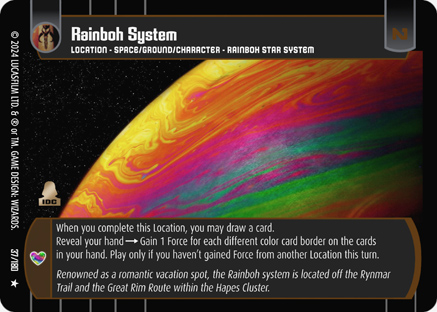 Rainboh System
LOCATION - SPACE/GROUND/CHARACTER - RAINBOH STAR SYSTEM
© 2024 LUCASFILM LTD. & ® or TM. GAME DESIGN: WIZARDS.
IDC
When you complete this Location, you may draw a card.
Reveal your hand → Gain 1 Force for each different color card border on the cards
in your hand. Play only if you haven't gained Force from another Location this turn.
Renowned as a romantic vacation spot, the Rainboh system is located off the Rynmar
Trail and the Great Rim Route within the Hapes Cluster.
37/180 ★